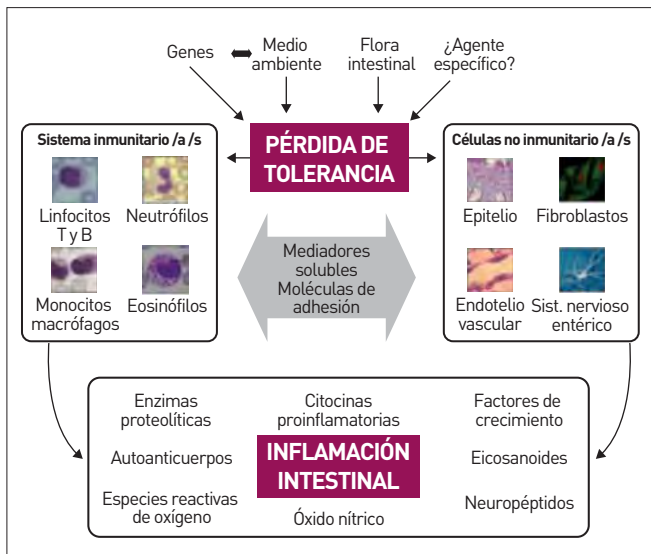 Genes
Medio
ambiente
Flora
intestinal
¿Agente
específico?
Sistema inmunitario /a /s
PÉRDIDA DE
TOLERANCIA
Células no inmunitario /a /s
Linfocitos
T y B
Neutrófilos
Monocitos
macrófagos
Eosinófilos
Mediadores
solubles
Moléculas de
adhesión
Epitelio
Fibroblastos
Endotelio
vascular
Sist. nervioso
entérico
Enzimas
proteolíticas
Citocinas
proinflamatorias
Factores de
crecimiento
Autoanticuerpos
INFLAMACIÓN
INTESTINAL
Eicosanoides
Especies reactivas
de oxígeno
Óxido nítrico
Neuropéptidos